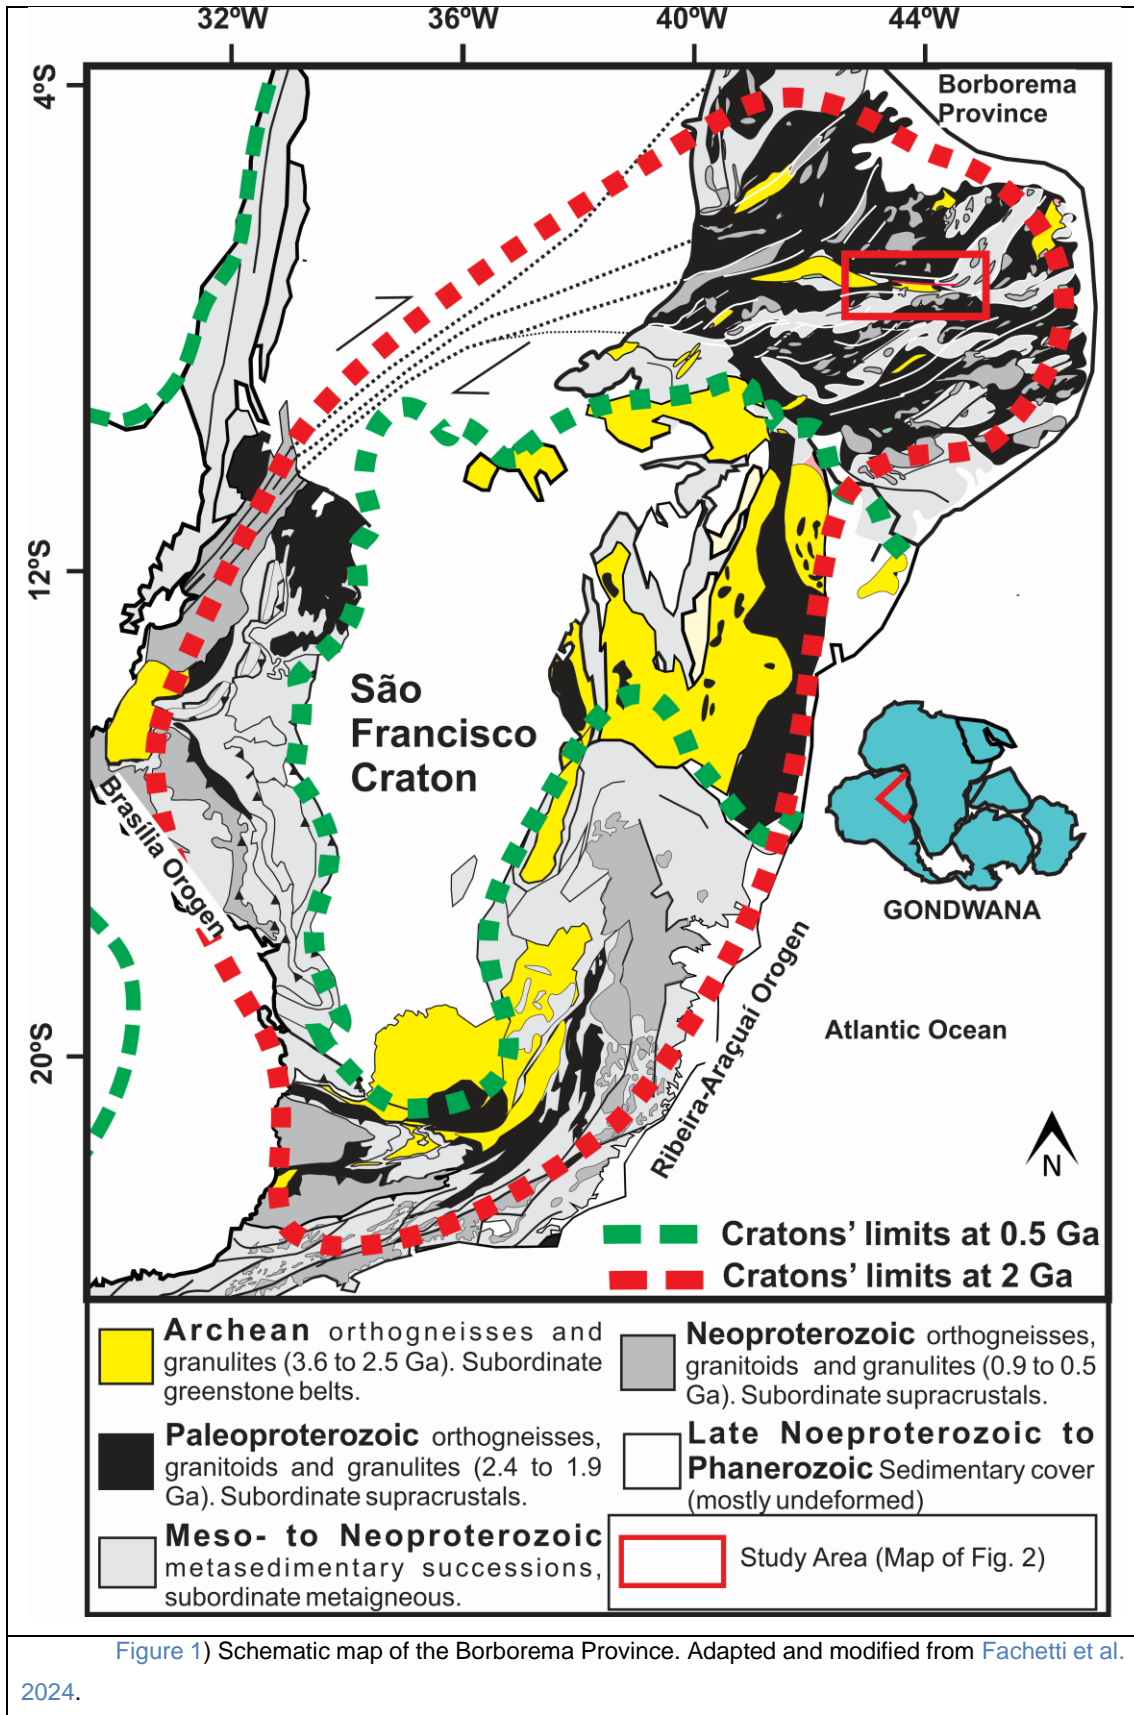 32ºW 36ºW 40ºW 44ºW
4ºS
Borborema
Province
12ºS
São
Francisco
Craton
Brasília Orogen
GONDWANA
Ribeira-Araçuaí Orogen
Atlantic Ocean
20ºS
N
Cratons’ limits at 0.5 Ga
Cratons’ limits at 2 Ga
Archean orthogneisses and
granulites (3.6 to 2.5 Ga). Subordinate
greenstone belts.
Paleoproterozoic orthogneisses,
granitoids and granulites (2.4 to 1.9
Ga). Subordinate supracrustals.
Meso- to Neoproterozoic
metasedimentary successions,
subordinate metaigneous.
Neoproterozoic orthogneisses,
granitoids and granulites (0.9 to 0.5
Ga). Subordinate supracrustals.
Late Noeproterozoic to
Phanerozoic Sedimentary cover
(mostly undeformed)
Study Area (Map of Fig. 2)
Figure 1) Schematic map of the Borborema Province. Adapted and modified from Fachetti et al.
2024.